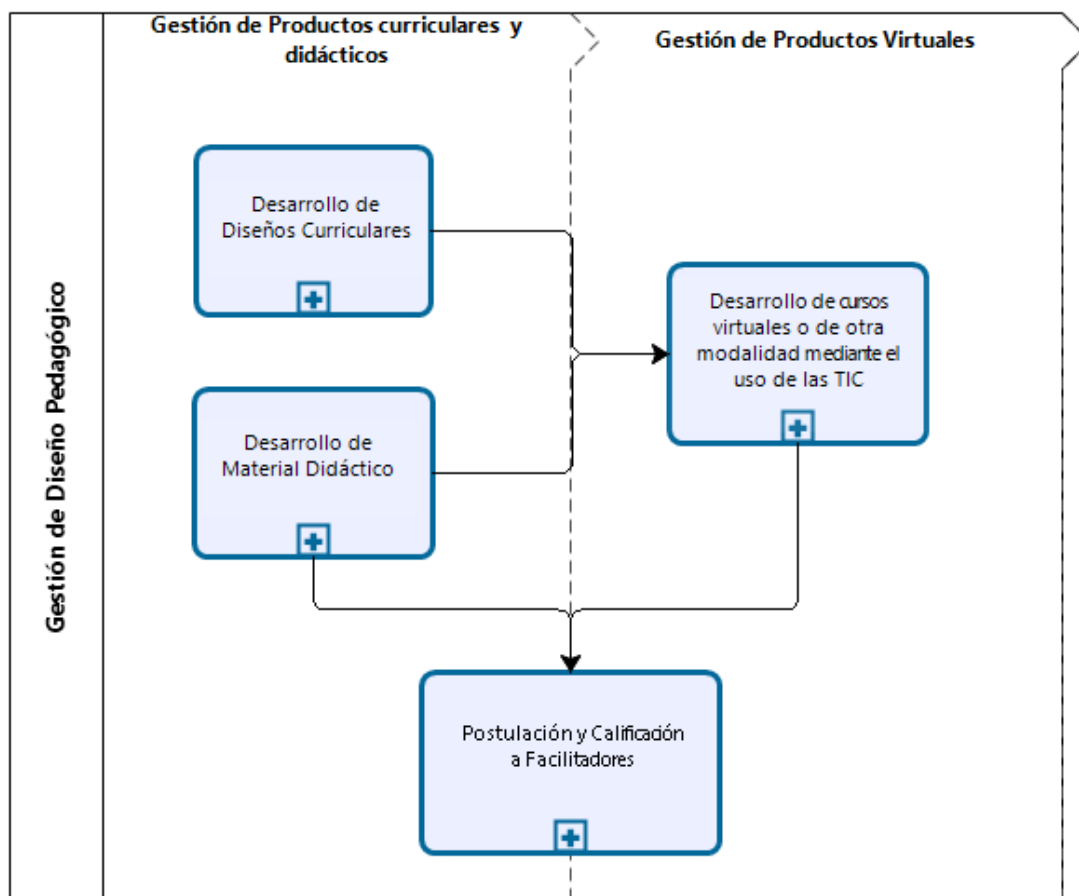 Gestión de Productos curriculares y
didácticos
Gestión de Productos Virtuales
Gestión de Diseño Pedagógico
Desarrollo de
Diseños Curriculares
Desarrollo de cursos
virtuales o de otra
modalidad mediante el
uso de las TIC
Desarrollo de
Material Didáctico
Postulación y Calificación
a Facilitadores